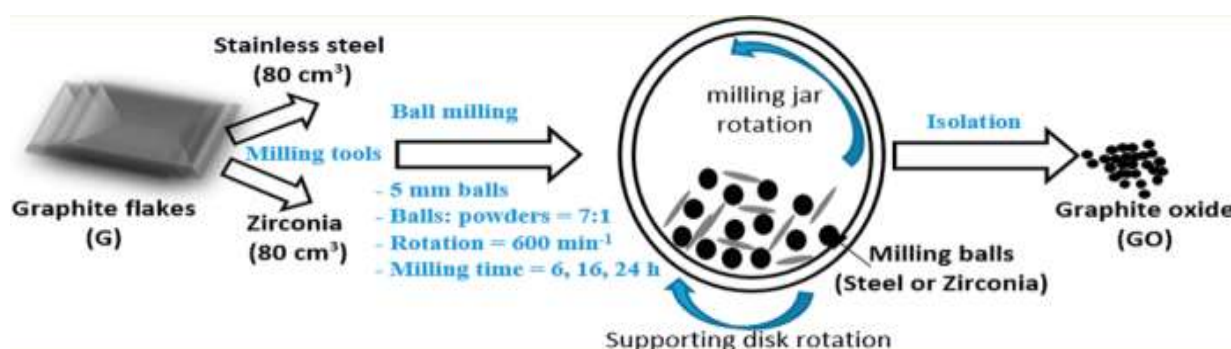 Stainless steel
(80 cm³)
Graphite flakes
(G)
Milling tools
Zirconia
(80 cm³)
Ball milling
- 5 mm balls
- Balls: powders = 7:1
- Rotation = 600 min⁻¹
- Milling time = 6, 16, 24 h
milling jar
rotation
Milling balls
(Steel or Zirconia)
Supporting disk rotation
Isolation
Graphite oxide
(GO)